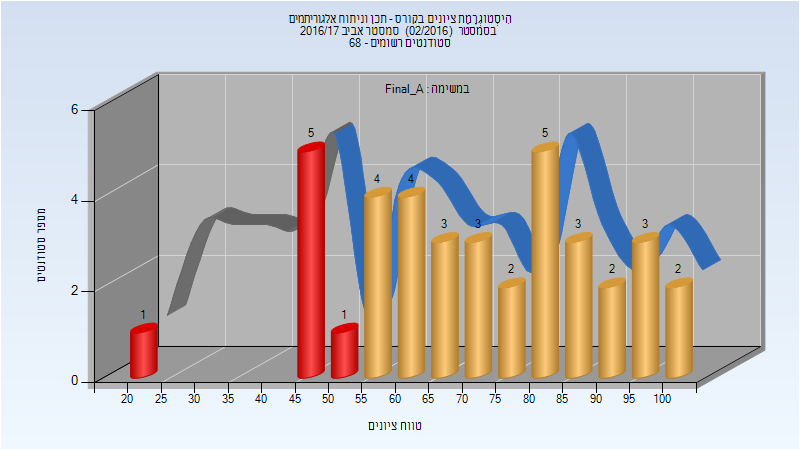 היסטוגרמת ציונים בקורס - תכן וניתוח אלגוריתמים
בסמסטר (02/2016) סמסטר אביב 2016/17
סטודנטים רשומים - 68
במשימה : Final_A
מספר סטודנטים
6
4
2
0
1 5 1 4 4 3 3 2 5 3 2 3 2
20 25 30 35 40 45 50 55 60 65 70 75 80 85 90 95 100
טווח ציונים